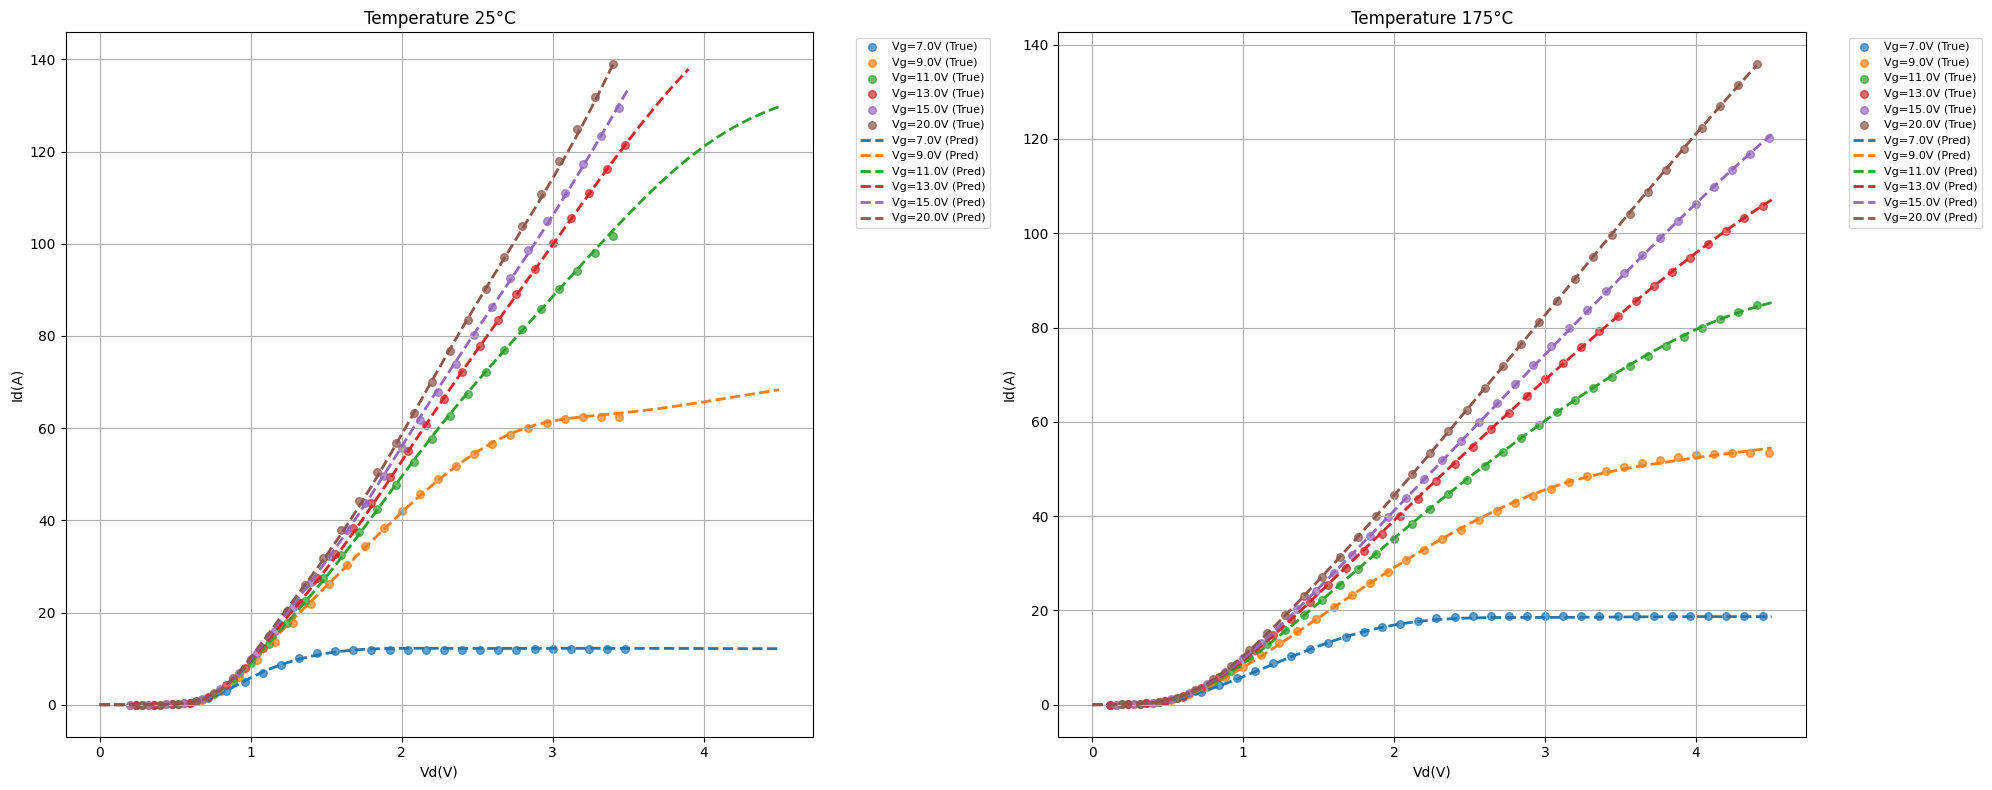 Temperature 25°C
140
120
100
80
60
40
20
0
Id(A)
0
1
2
3
4
Vd(V)
Vg=7.0V (True)
Vg=9.0V (True)
Vg=11.0V (True)
Vg=13.0V (True)
Vg=15.0V (True)
Vg=20.0V (True)
Vg=7.0V (Pred)
Vg=9.0V (Pred)
Vg=11.0V (Pred)
Vg=13.0V (Pred)
Vg=15.0V (Pred)
Vg=20.0V (Pred)
Temperature 175°C
140
120
100
80
60
40
20
0
Id(A)
0
1
2
3
4
Vd(V)
Vg=7.0V (True)
Vg=9.0V (True)
Vg=11.0V (True)
Vg=13.0V (True)
Vg=15.0V (True)
Vg=20.0V (True)
Vg=7.0V (Pred)
Vg=9.0V (Pred)
Vg=11.0V (Pred)
Vg=13.0V (Pred)
Vg=15.0V (Pred)
Vg=20.0V (Pred)